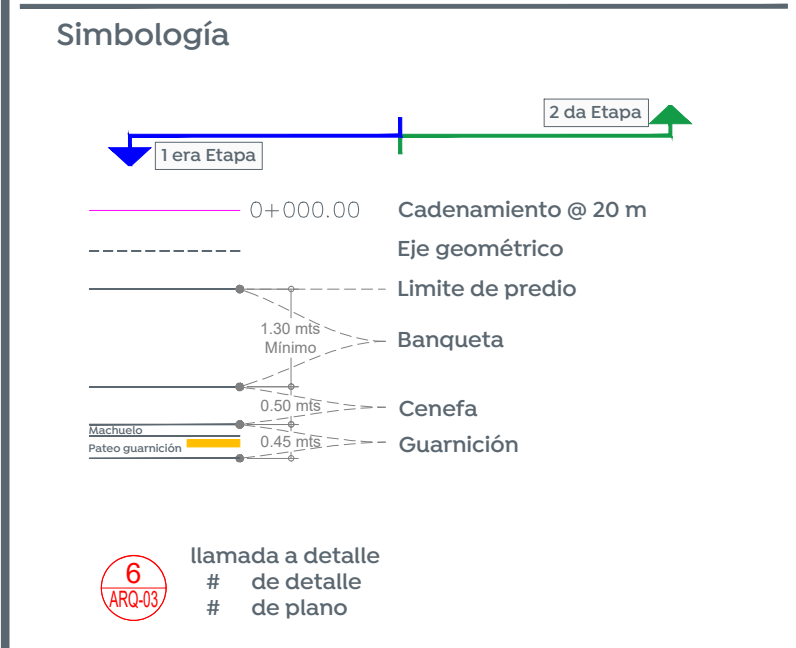 Simbología
2 da Etapa
1 era Etapa
0+000.00 Cadenamiento @ 20 m
Eje geométrico
Limite de predio
1.30 mts
Mínimo
Banqueta
0.50 mts
Cenefa
Machuelo
Pateo guarnición
0.45 mts
Guarnición
6
ARQ-03
llamada a detalle
# de detalle
# de plano